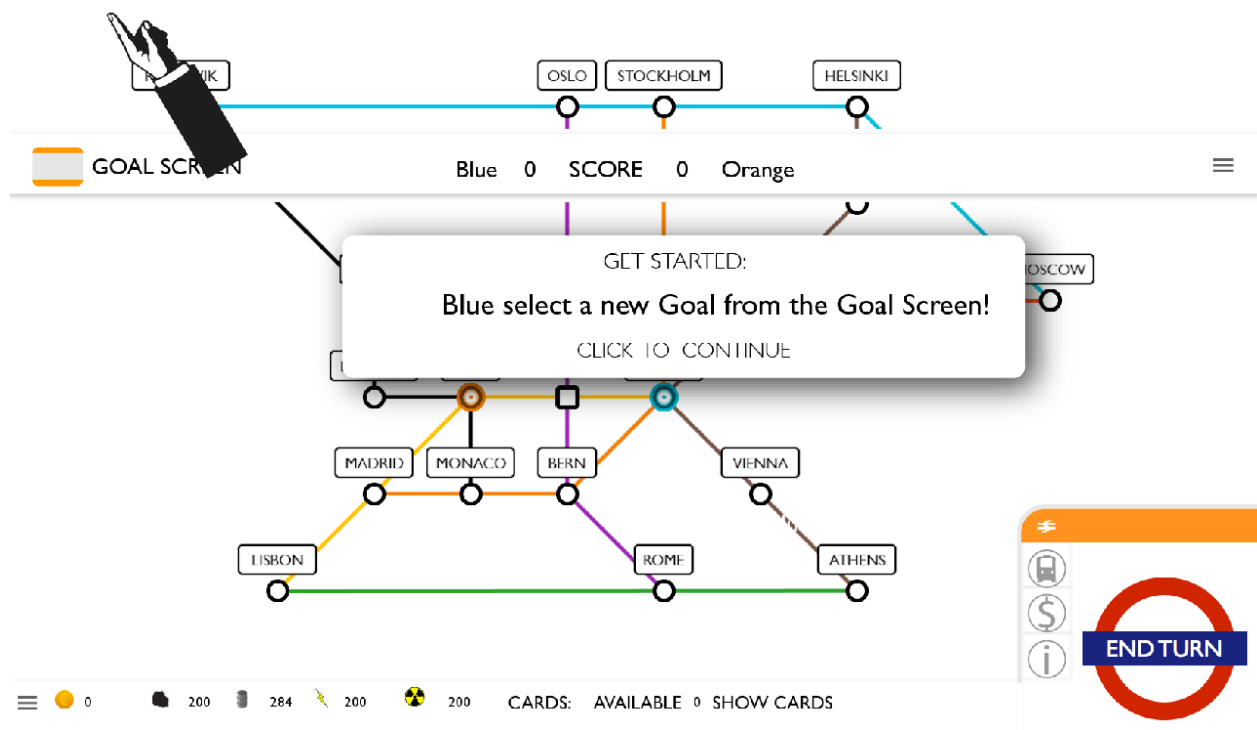 OSLO STOCKHOLM HELSINKI
GOAL SCREEN Blue 0 SCORE 0 Orange
GET STARTED:
Blue select a new Goal from the Goal Screen!
CLICK TO CONTINUE
MADRID MONACO BERN VIENNA
LISBON ROME ATHENS
END TURN
0 200 284 200 200 CARDS: AVAILABLE 0 SHOW CARDS